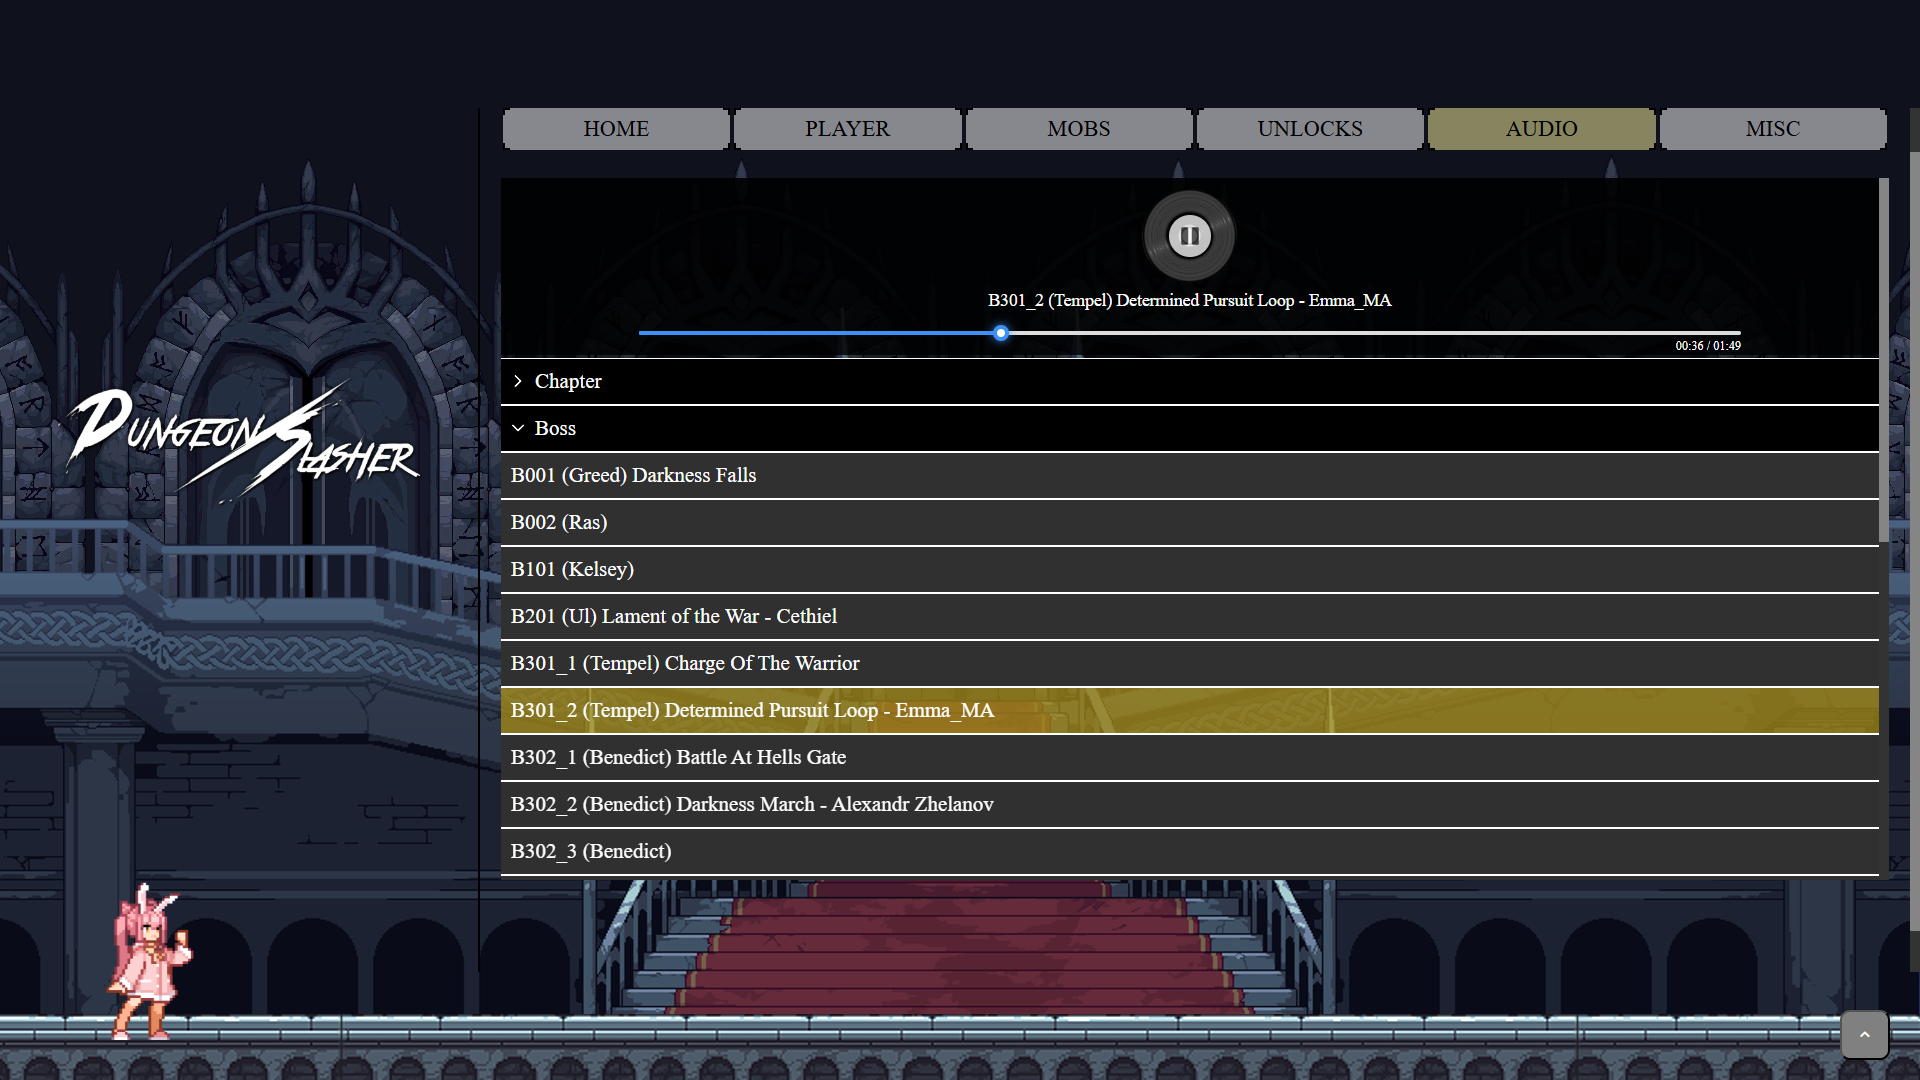 HOME PLAYER MOBS UNLOCKS AUDIO MISC
B301_2 (Tempel) Determined Pursuit Loop - Emma_MA
00:36 / 01:49
DUNGEON SLASHER
Chapter
Boss
B001 (Greed) Darkness Falls
B002 (Ras)
B101 (Kelsey)
B201 (Ul) Lament of the War - Cethiel
B301_1 (Tempel) Charge Of The Warrior
B301_2 (Tempel) Determined Pursuit Loop - Emma_MA
B302_1 (Benedict) Battle At Hells Gate
B302_2 (Benedict) Darkness March - Alexandr Zhelanov
B302_3 (Benedict)